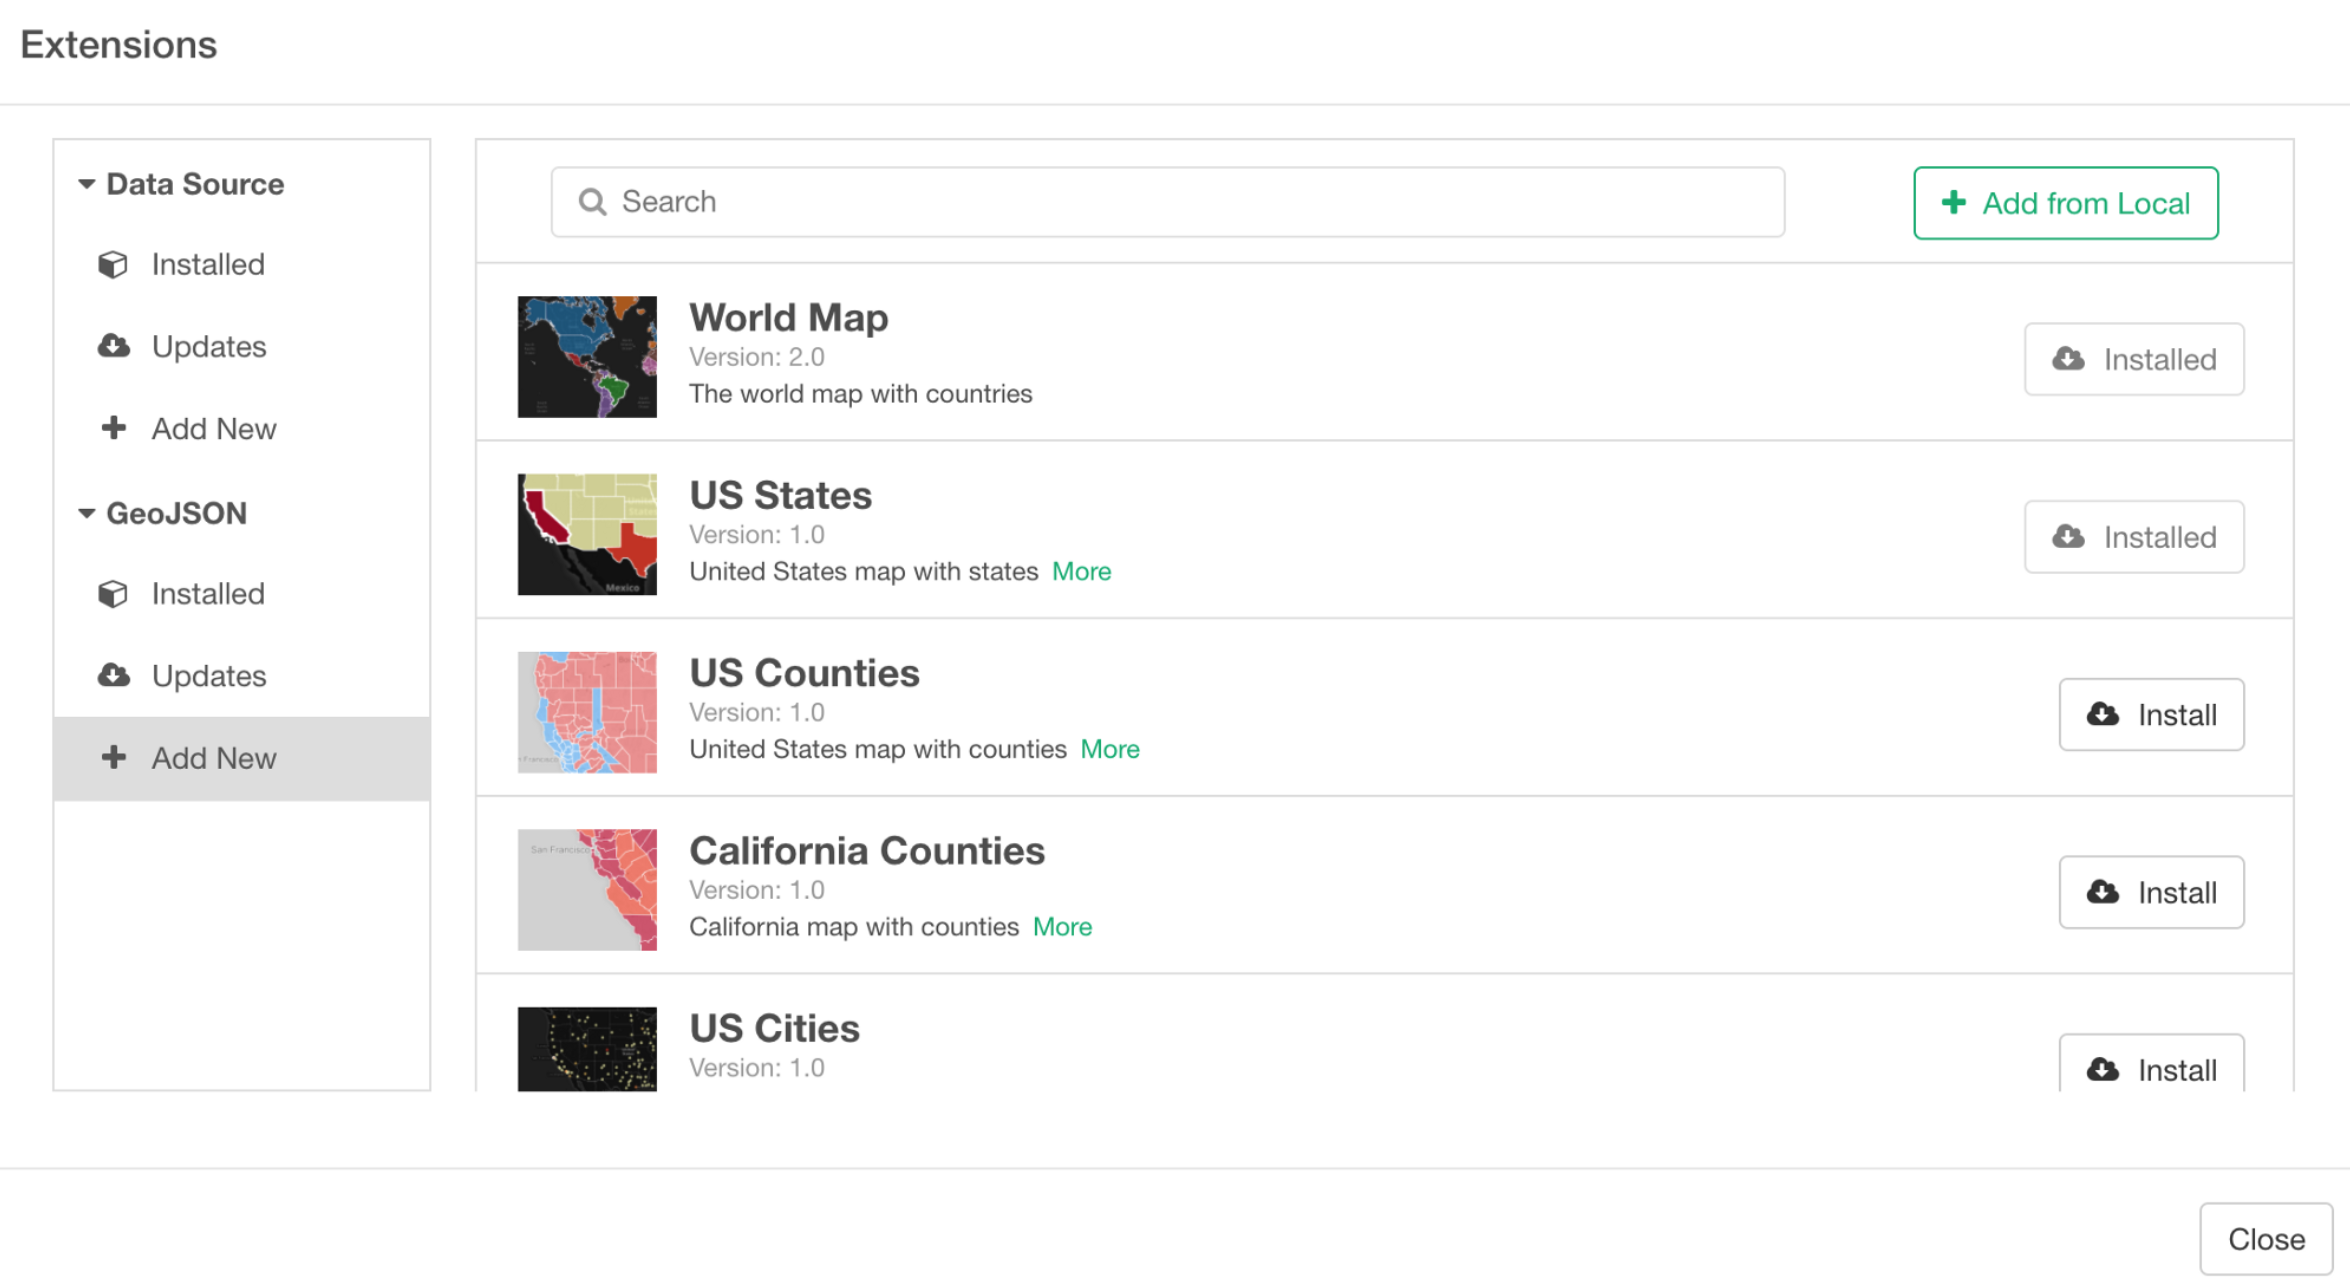 Extensions
Data Source
Installed
Updates
Add New
GeoJSON
Installed
Updates
Add New
Search
Add from Local
World Map
Version: 2.0
The world map with countries
Installed
US States
Version: 1.0
United States map with states More
Installed
Mexico
US Counties
Version: 1.0
United States map with counties More
Install
California Counties
Version: 1.0
California map with counties More
Install
San Francisco
US Cities
Version: 1.0
Install
Close